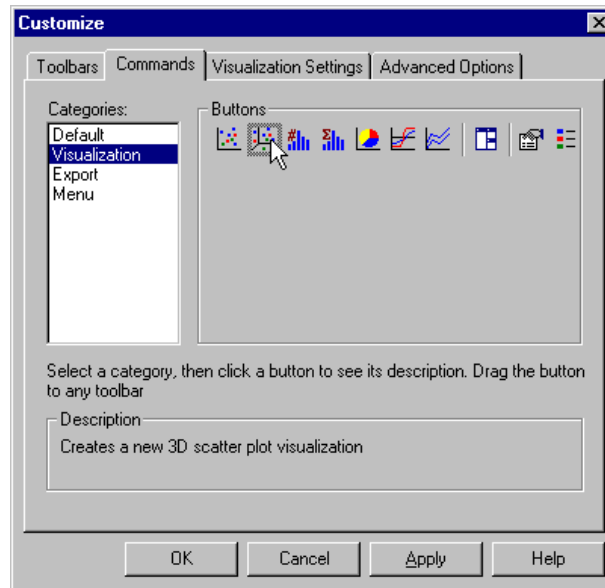 Customize
Toolbars Commands Visualization Settings Advanced Options
Categories: Buttons
Default
Visualization
Export
Menu
Select a category, then click a button to see its description. Drag the button
to any toolbar
Description
Creates a new 3D scatter plot visualization
OK Cancel Apply Help